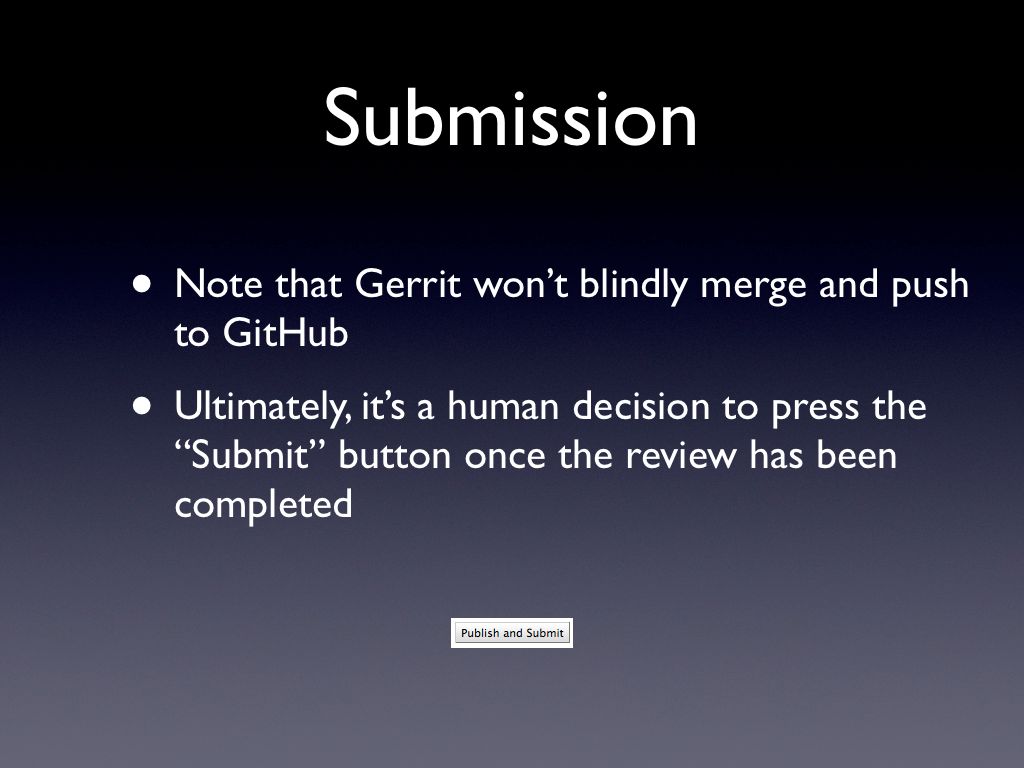 Submission
• Note that Gerrit won’t blindly merge and push
to GitHub
• Ultimately, it’s a human decision to press the
“Submit” button once the review has been
completed
Publish and Submit